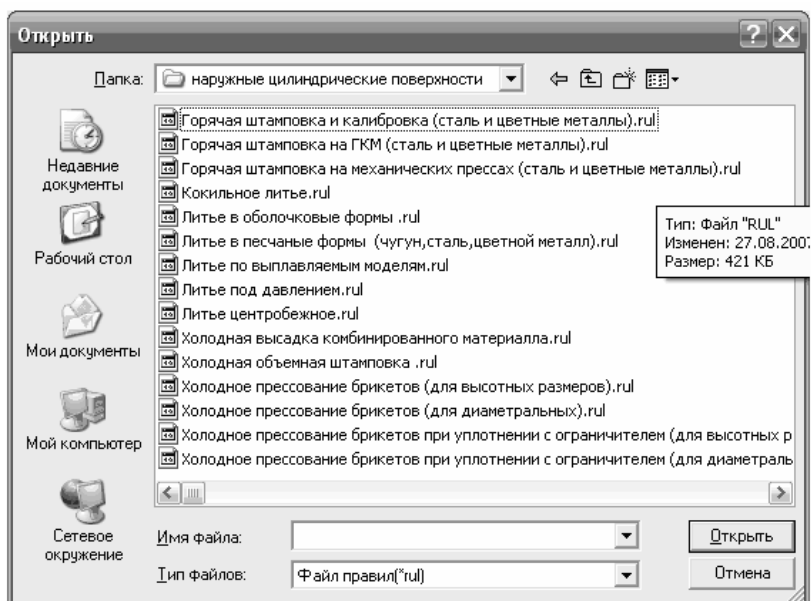 Открыть
Папка: наружные цилиндрические поверхности
Горячая штамповка и калибровка (сталь и цветные металлы).rul
Горячая штамповка на ГКМ (сталь и цветные металлы).rul
Горячая штамповка на механических прессах (сталь и цветные металлы).rul
Кокильное литье.rul
Литье в оболочковые формы .rul
Литье в песчаные формы (чугун,сталь,цветной металл).rul
Литье по выплавляемым моделям.rul
Литье под давлением.rul
Литье центробежное.rul
Холодная высадка комбинированного материалла.rul
Холодная объемная штамповка .rul
Холодное прессование брикетов (для высотных размеров).rul
Холодное прессование брикетов (для диаметральных).rul
Холодное прессование брикетов при уплотнении с ограничителем (для высотных р
Холодное прессование брикетов при уплотнении с ограничителем (для диаметраль
Тип: Файл "RUL"
Изменен: 27.08.2007
Размер: 421 КБ
Недавние
документы
Рабочий стол
Мои документы
Мой компьютер
Сетевое
окружение
Имя файла:
Открыть
Тип файлов: Файл правил(*rul)
Отмена